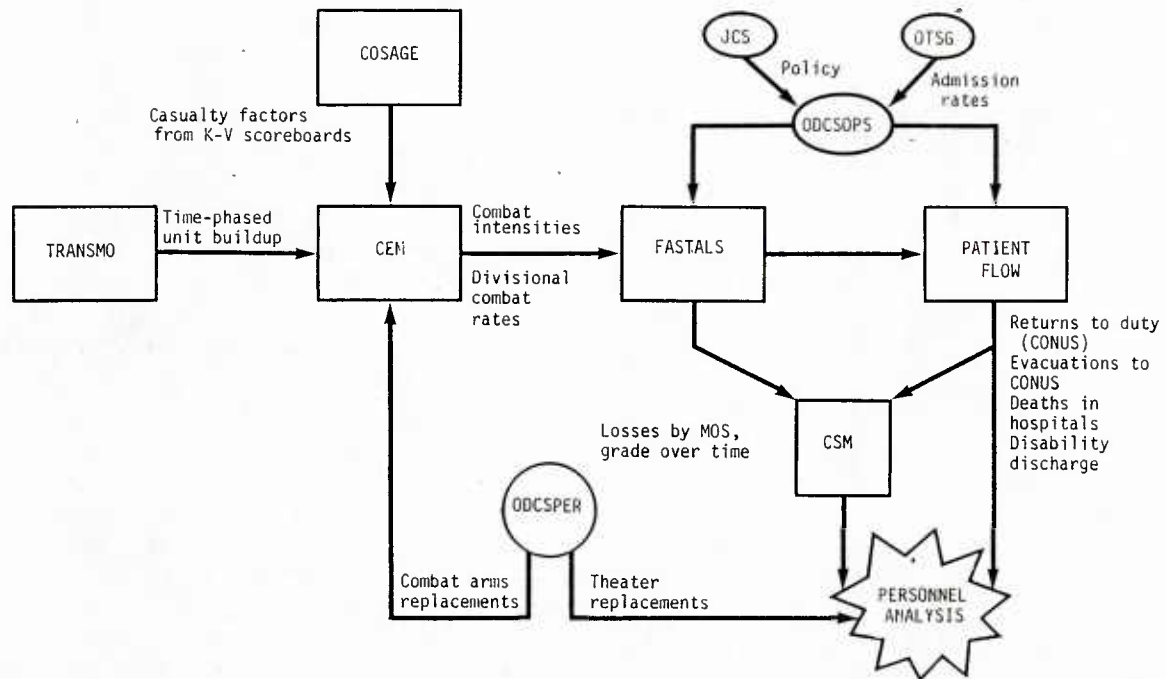 JCS
OTSG
COSAGE
Policy
Admission
rates
Casualty factors
from K-V scoreboards
ODCSOPS
TRANSMO
Time-phased
unit buildup
CEM
Combat
intensities
Divisional
combat
rates
FASTALS
PATIENT
FLOW
Returns to duty
(CONUS)
Evacuations to
CONUS
Deaths in
hospitals
Disability
discharge
Losses by MOS,
grade over time
CSM
ODCSPER
Combat arms
replacements
Theater
replacements
PERSONNEL
ANALYSIS